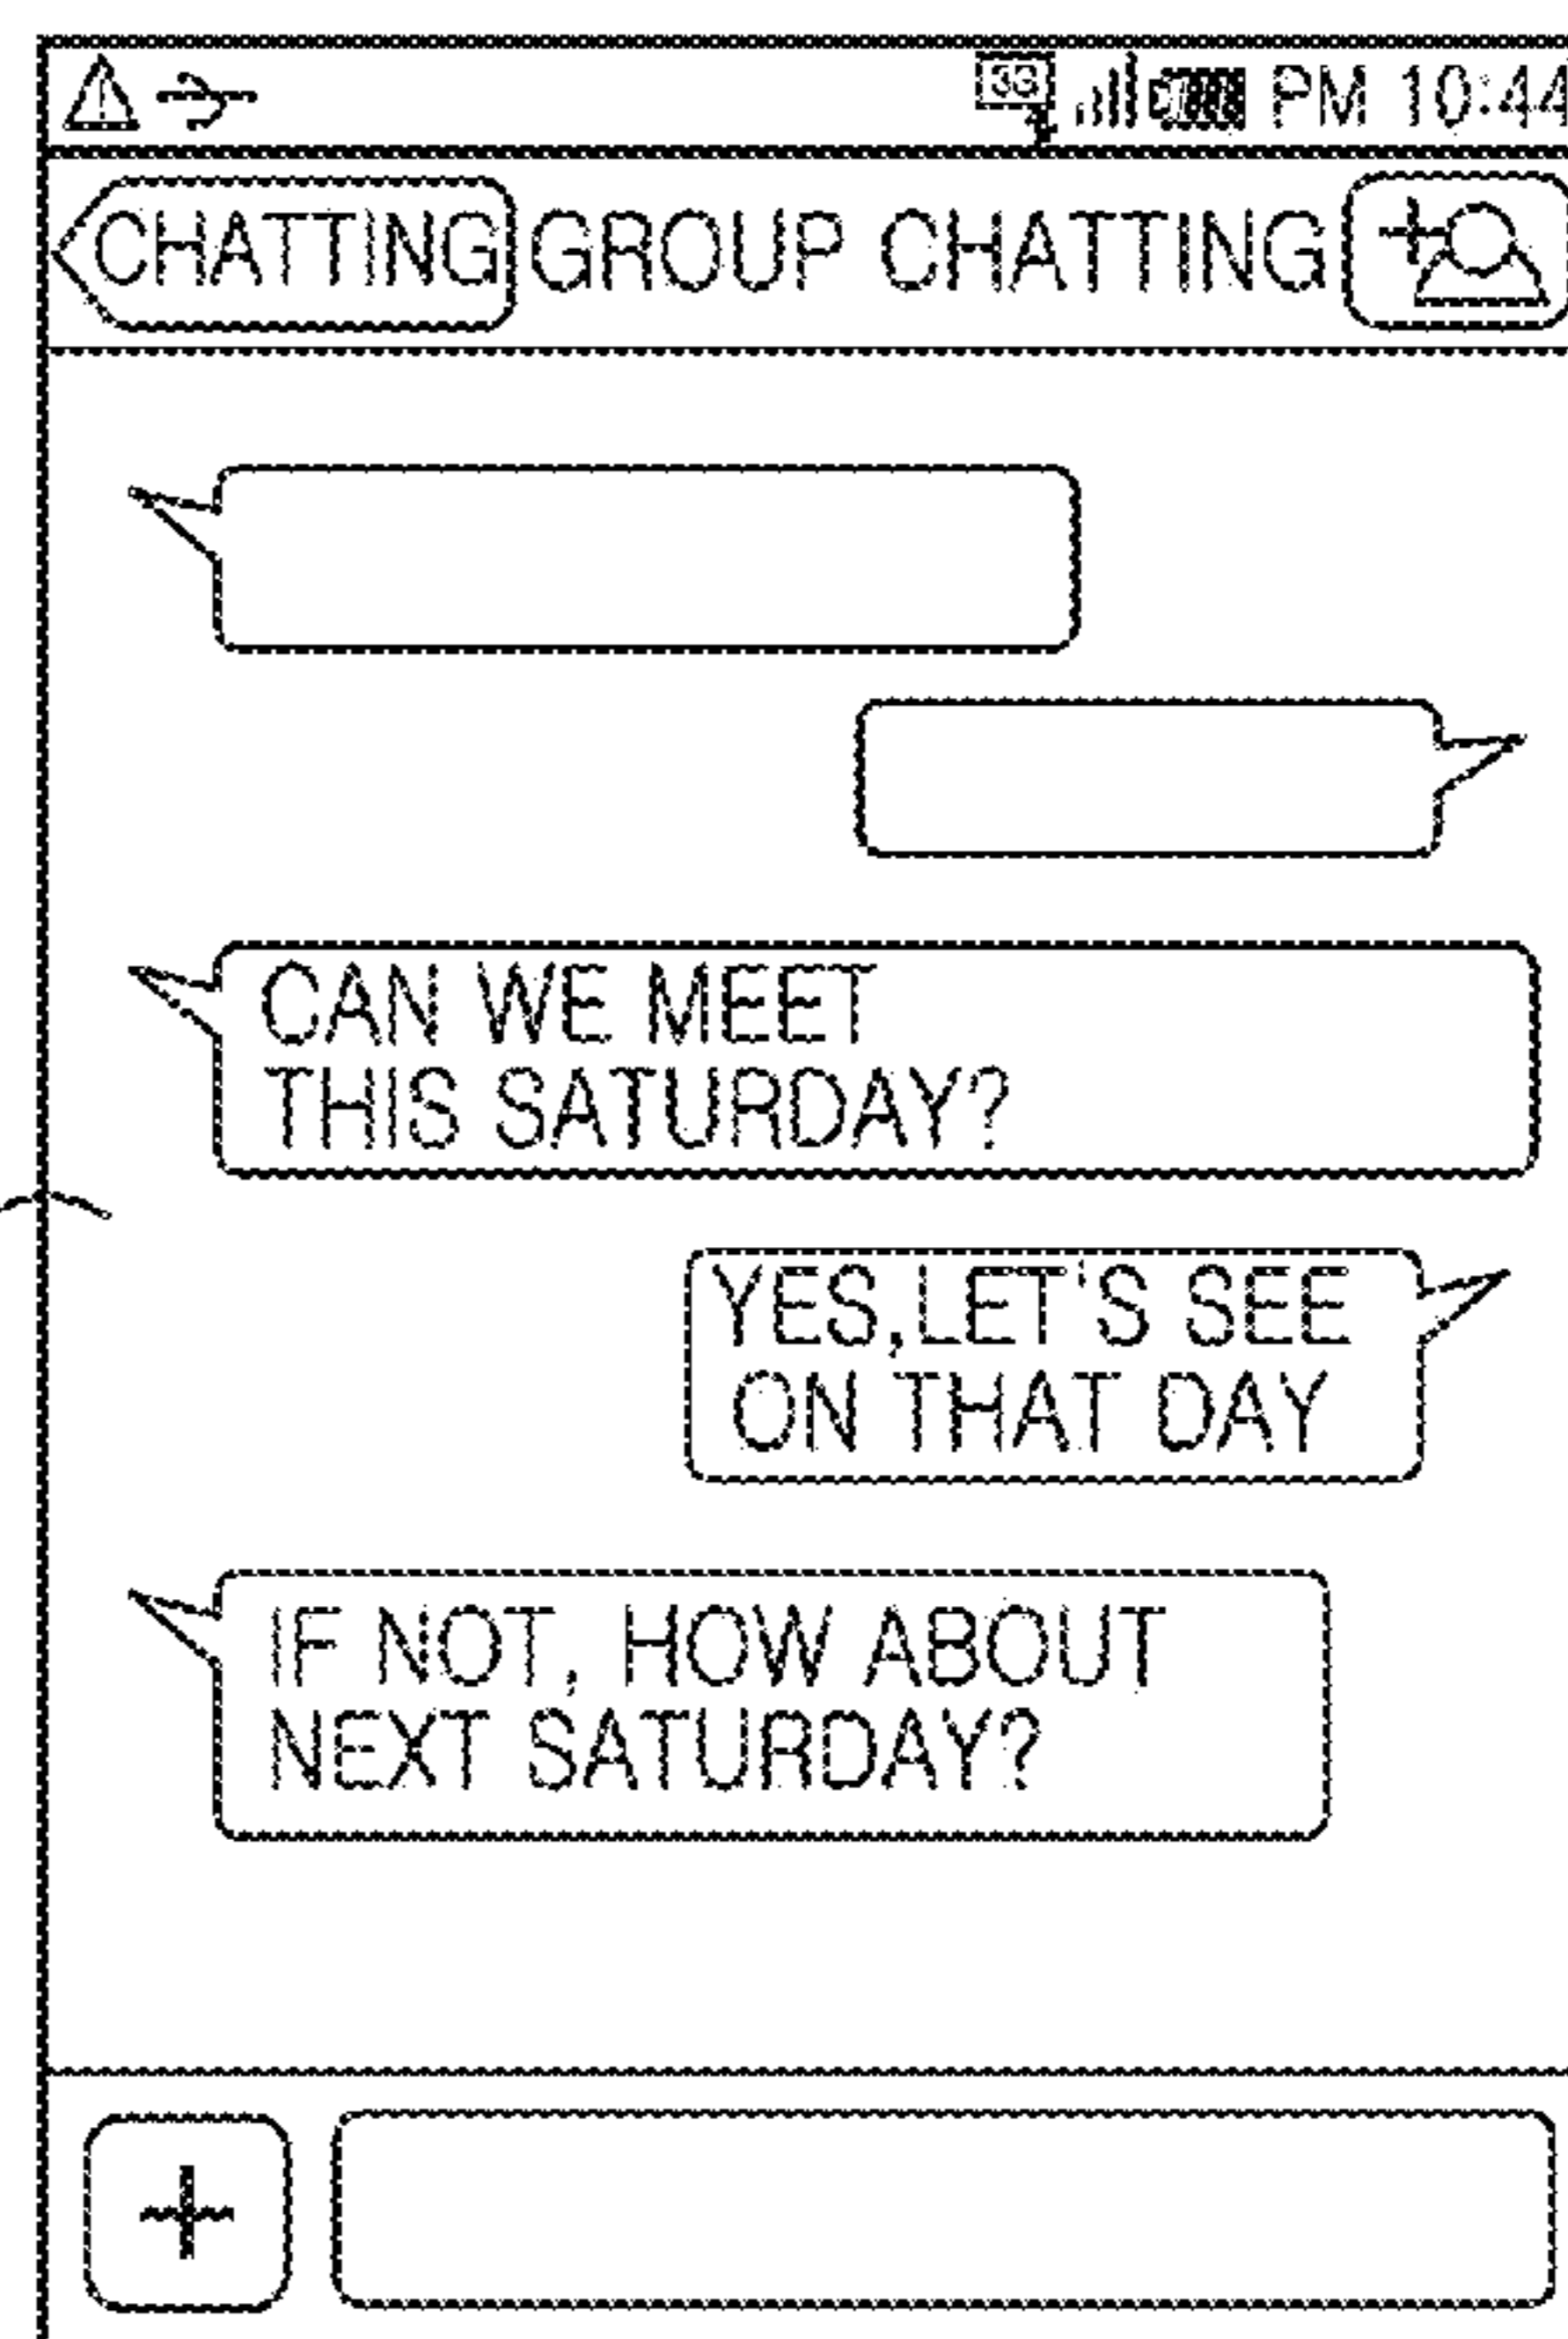 3G PM 10:44
CHATTING GROUP CHATTING
CAN WE MEET
THIS SATURDAY?
YES,LET'S SEE
ON THAT DAY
IF NOT, HOW ABOUT
NEXT SATURDAY?